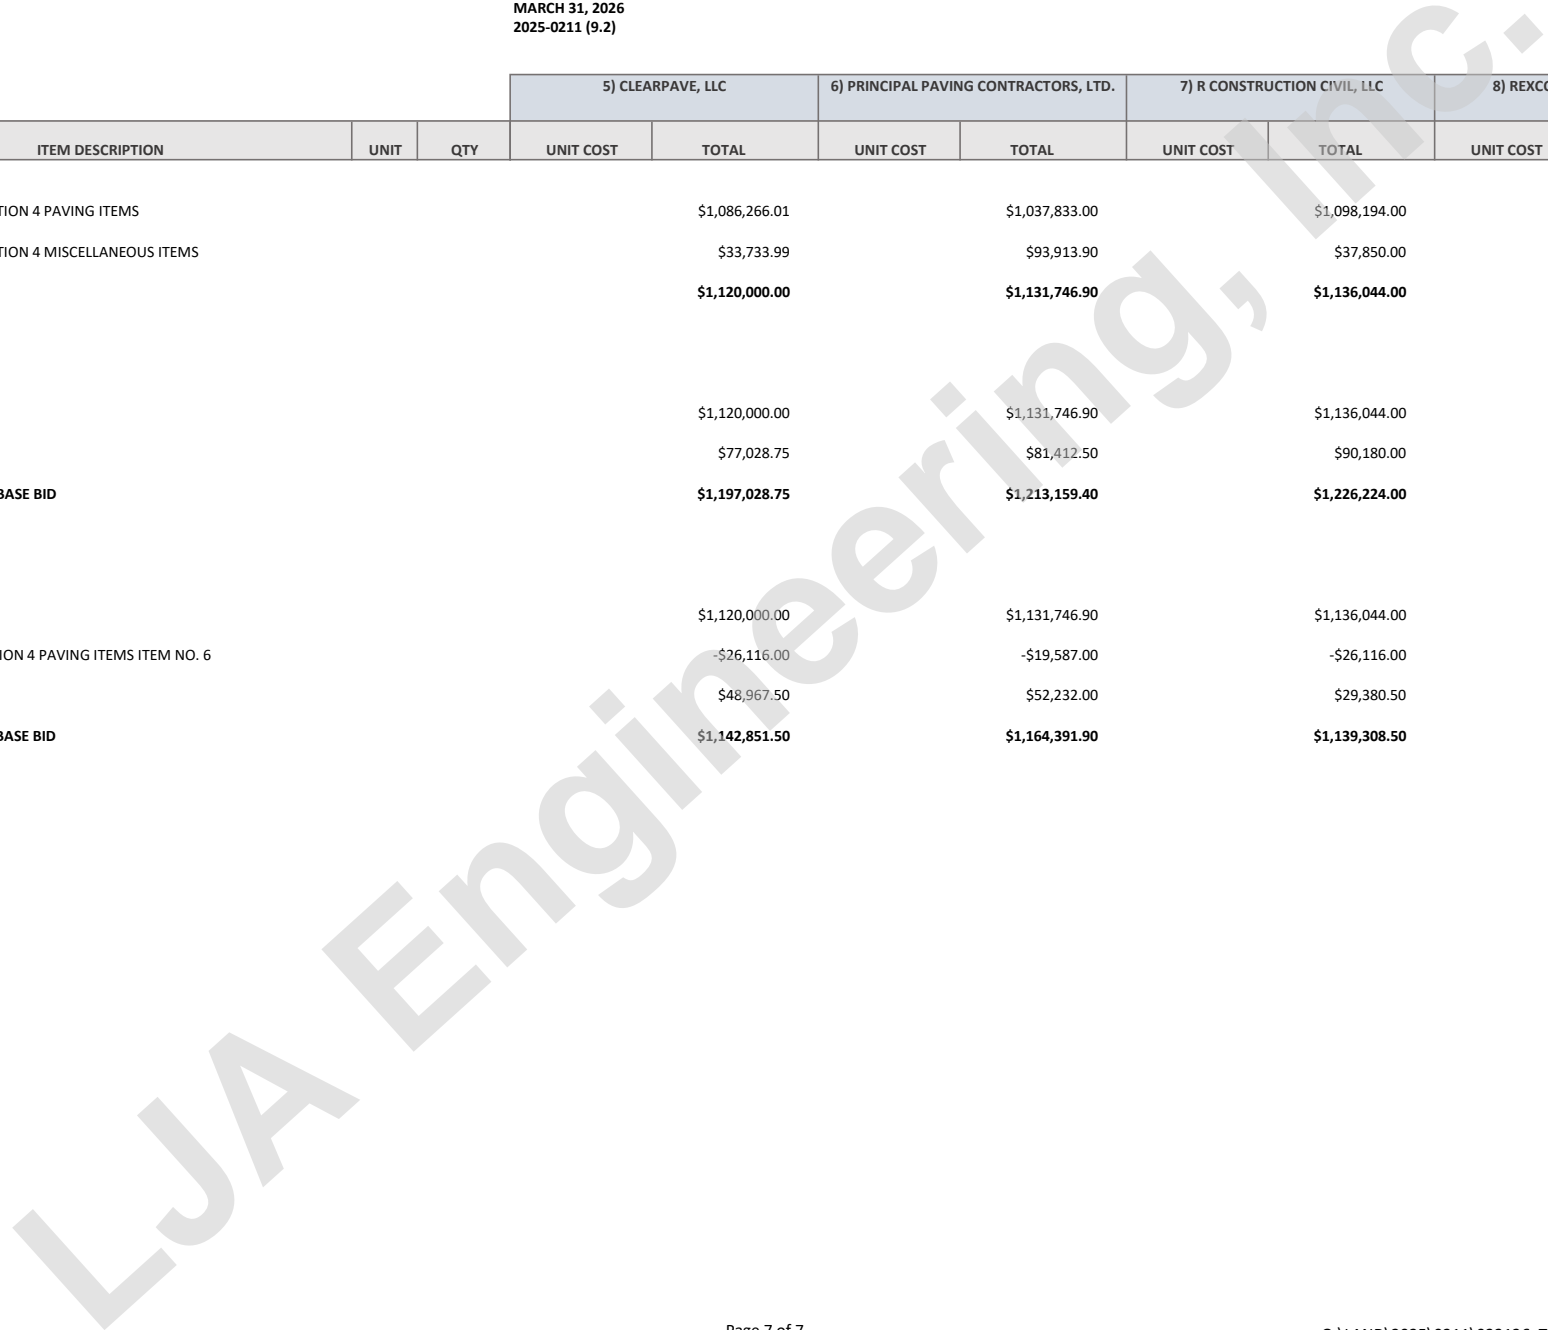 MARCH 31, 2026
2025-0211 (9.2)
5) CLEARPAVE, LLC 6) PRINCIPAL PAVING CONTRACTORS, LTD. 7) R CONSTRUCTION CIVIL, LLC 8) REXCO
ITEM DESCRIPTION UNIT QTY UNIT COST TOTAL UNIT COST TOTAL UNIT COST TOTAL UNIT COST
TION 4 PAVING ITEMS $1,086,266.01 $1,037,833.00 $1,098,194.00
TION 4 MISCELLANEOUS ITEMS $33,733.99 $93,913.90 $37,850.00
$1,120,000.00 $1,131,746.90 $1,136,044.00
$1,120,000.00 $1,131,746.90 $1,136,044.00
$77,028.75 $81,412.50 $90,180.00
BASE BID $1,197,028.75 $1,213,159.40 $1,226,224.00
$1,120,000.00 $1,131,746.90 $1,136,044.00
ION 4 PAVING ITEMS ITEM NO. 6 -$26,116.00 -$19,587.00 -$26,116.00
$48,967.50 $52,232.00 $29,380.50
BASE BID $1,142,851.50 $1,164,391.90 $1,139,308.50
LJA Engineering, Inc.
Page 7 of 7